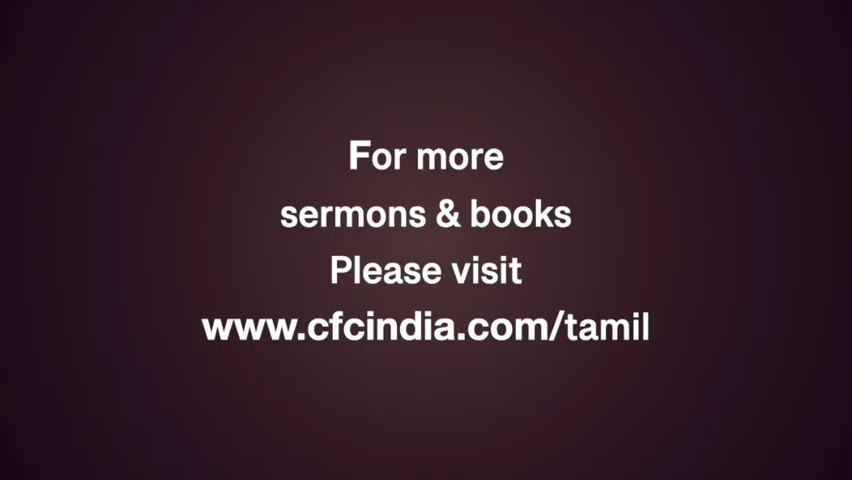 For more
sermons & books
Please visit
www.cfcindia.com/tamil